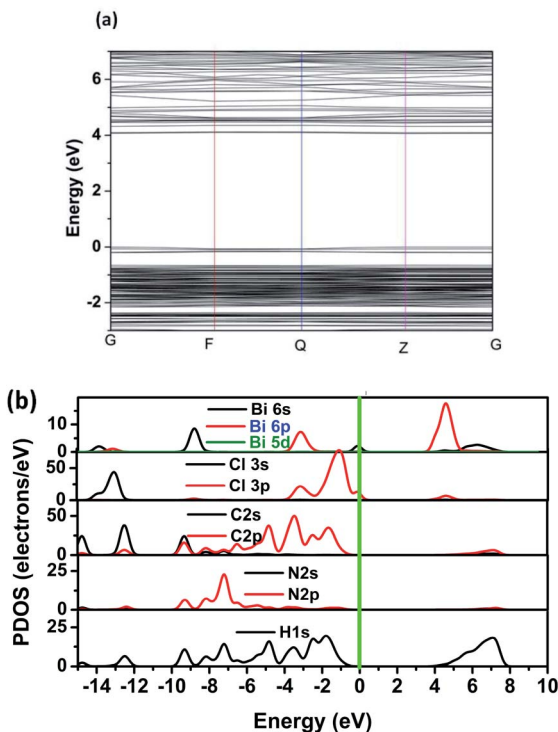 (a)
Energy (eV)
6
4
2
0
-2
G F Q Z G
(b)
PDOS (electrons/eV)
10
0
Bi 6s
Bi 6p
Bi 5d
50
25
0
Cl 3s
Cl 3p
50
25
0
C2s
C2p
25
0
N2s
N2p
15
0
H1s
-14 -12 -10 -8 -6 -4 -2 0 2 4 6 8 10
Energy (eV)